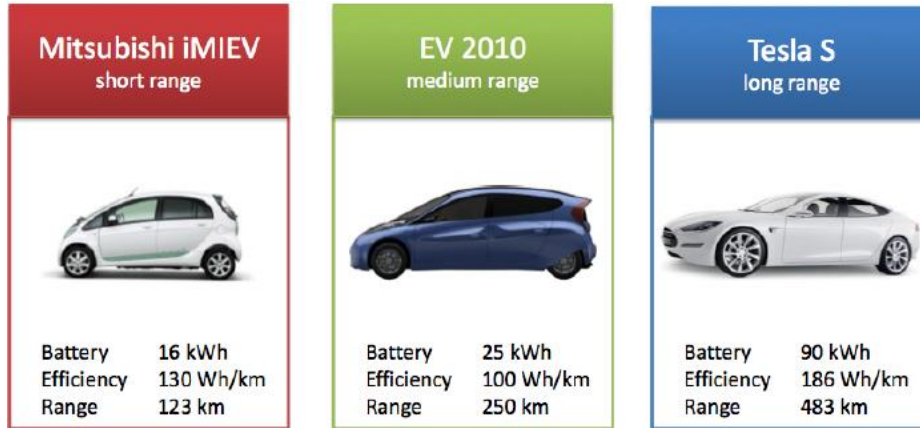 Mitsubishi iMIEV
short range
Battery 16 kWh
Efficiency 130 Wh/km
Range 123 km
EV 2010
medium range
Battery 25 kWh
Efficiency 100 Wh/km
Range 250 km
Tesla S
long range
Battery 90 kWh
Efficiency 186 Wh/km
Range 483 km